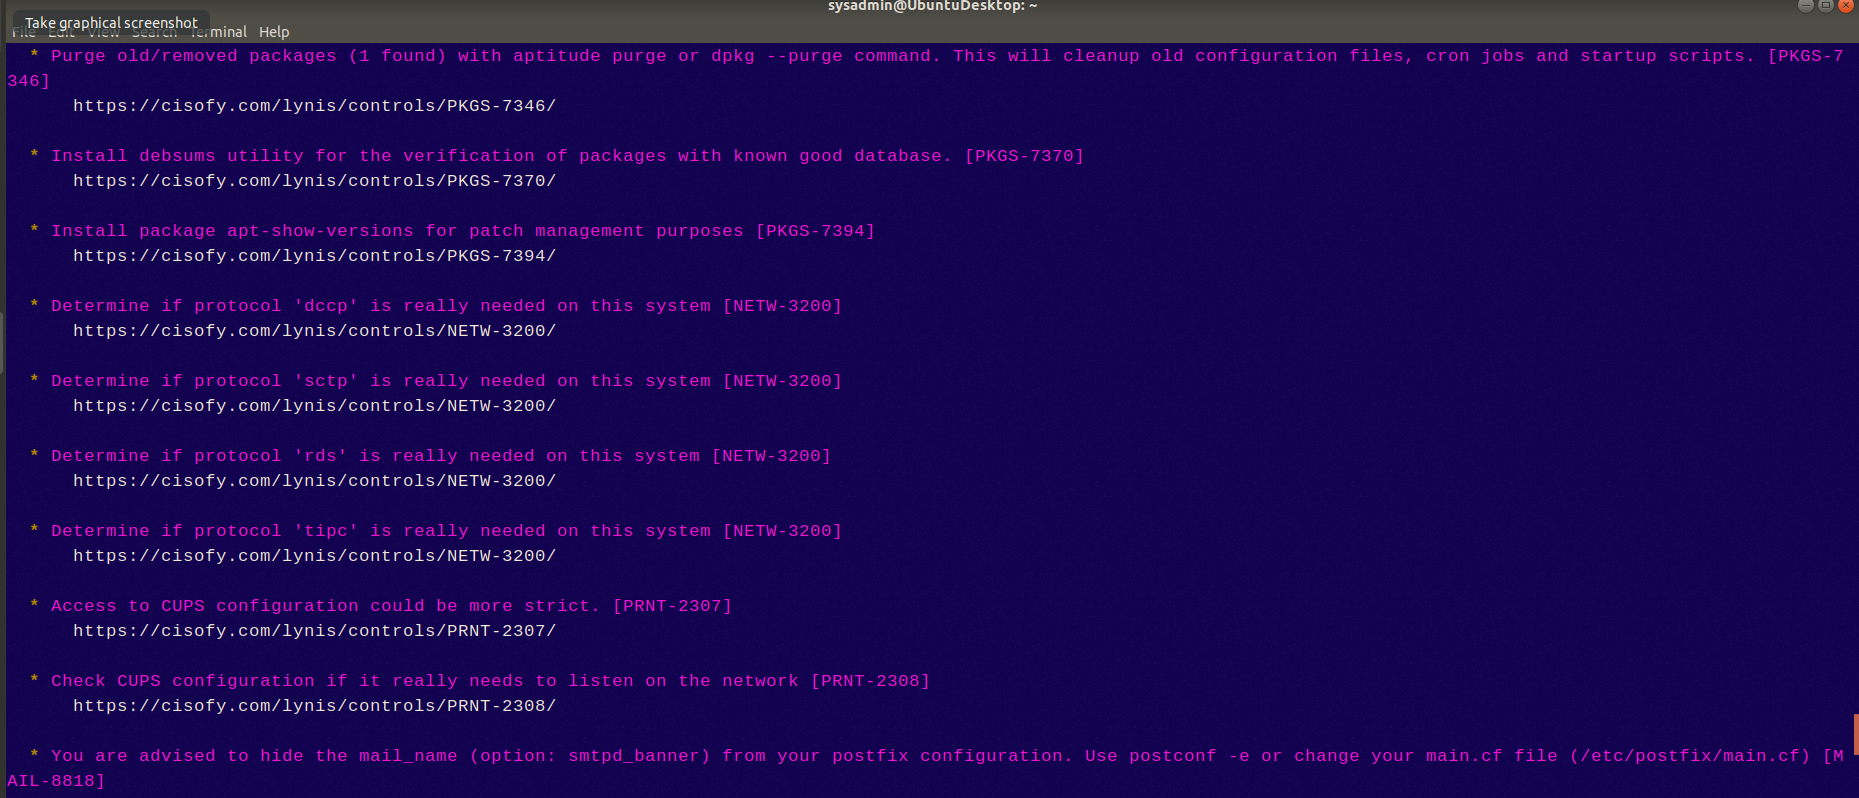 sysadmin@UbuntuDesktop: ~
Take graphical screenshot
File Edit View Search Terminal Help
* Purge old/removed packages (1 found) with aptitude purge or dpkg --purge command. This will cleanup old configuration files, cron jobs and startup scripts. [PKGS-7
346]
https://cisofy.com/lynis/controls/PKGS-7346/
* Install debsums utility for the verification of packages with known good database. [PKGS-7370]
https://cisofy.com/lynis/controls/PKGS-7370/
* Install package apt-show-versions for patch management purposes [PKGS-7394]
https://cisofy.com/lynis/controls/PKGS-7394/
* Determine if protocol 'dccp' is really needed on this system [NETW-3200]
https://cisofy.com/lynis/controls/NETW-3200/
* Determine if protocol 'sctp' is really needed on this system [NETW-3200]
https://cisofy.com/lynis/controls/NETW-3200/
* Determine if protocol 'rds' is really needed on this system [NETW-3200]
https://cisofy.com/lynis/controls/NETW-3200/
* Determine if protocol 'tipc' is really needed on this system [NETW-3200]
https://cisofy.com/lynis/controls/NETW-3200/
* Access to CUPS configuration could be more strict. [PRNT-2307]
https://cisofy.com/lynis/controls/PRNT-2307/
* Check CUPS configuration if it really needs to listen on the network [PRNT-2308]
https://cisofy.com/lynis/controls/PRNT-2308/
* You are advised to hide the mail_name (option: smtpd_banner) from your postfix configuration. Use postconf -e or change your main.cf file (/etc/postfix/main.cf) [M
AIL-8818]